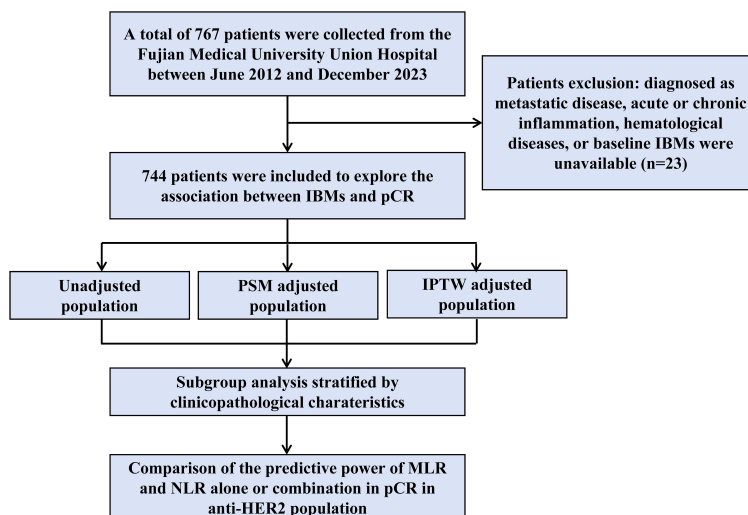 A total of 767 patients were collected from the
Fujian Medical University Union Hospital
between June 2012 and December 2023
Patients exclusion: diagnosed as
metastatic disease, acute or chronic
inflammation, hematological
diseases, or baseline IBMs were
unavailable (n=23)
744 patients were included to explore the
association between IBMs and pCR
Unadjusted
population
PSM adjusted
population
IPTW adjusted
population
Subgroup analysis stratified by
clinicopathological charateristics
Comparison of the predictive power of MLR
and NLR alone or combination in pCR in
anti-HER2 population